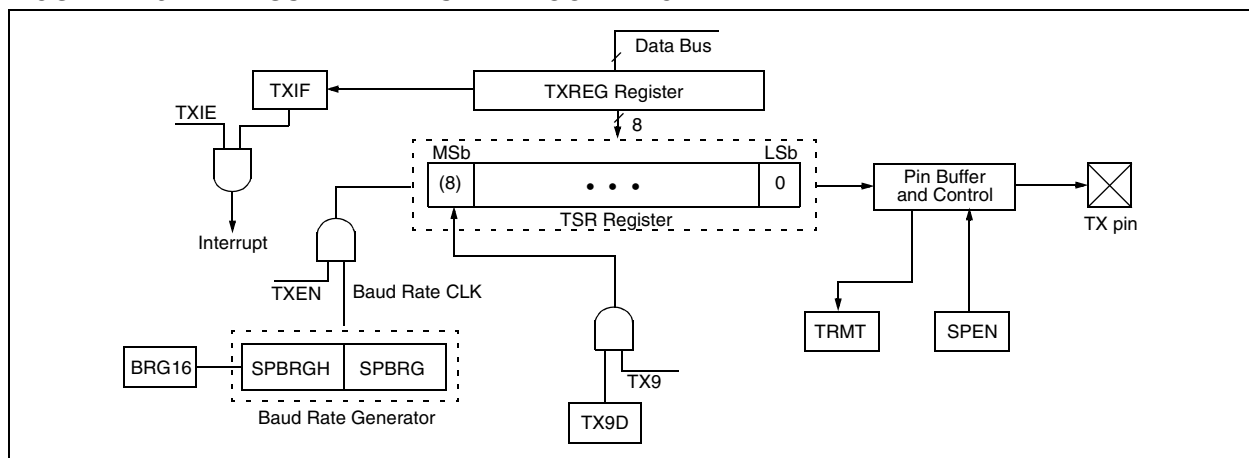 Data Bus
TXIF
TXREG Register
TXIE
8
MSb
LSb
(8)
• • •
0
Pin Buffer
and Control
TSR Register
TX pin
Interrupt
TXEN
Baud Rate CLK
TRMT
SPEN
BRG16
SPBRGH
SPBRG
TX9
Baud Rate Generator
TX9D